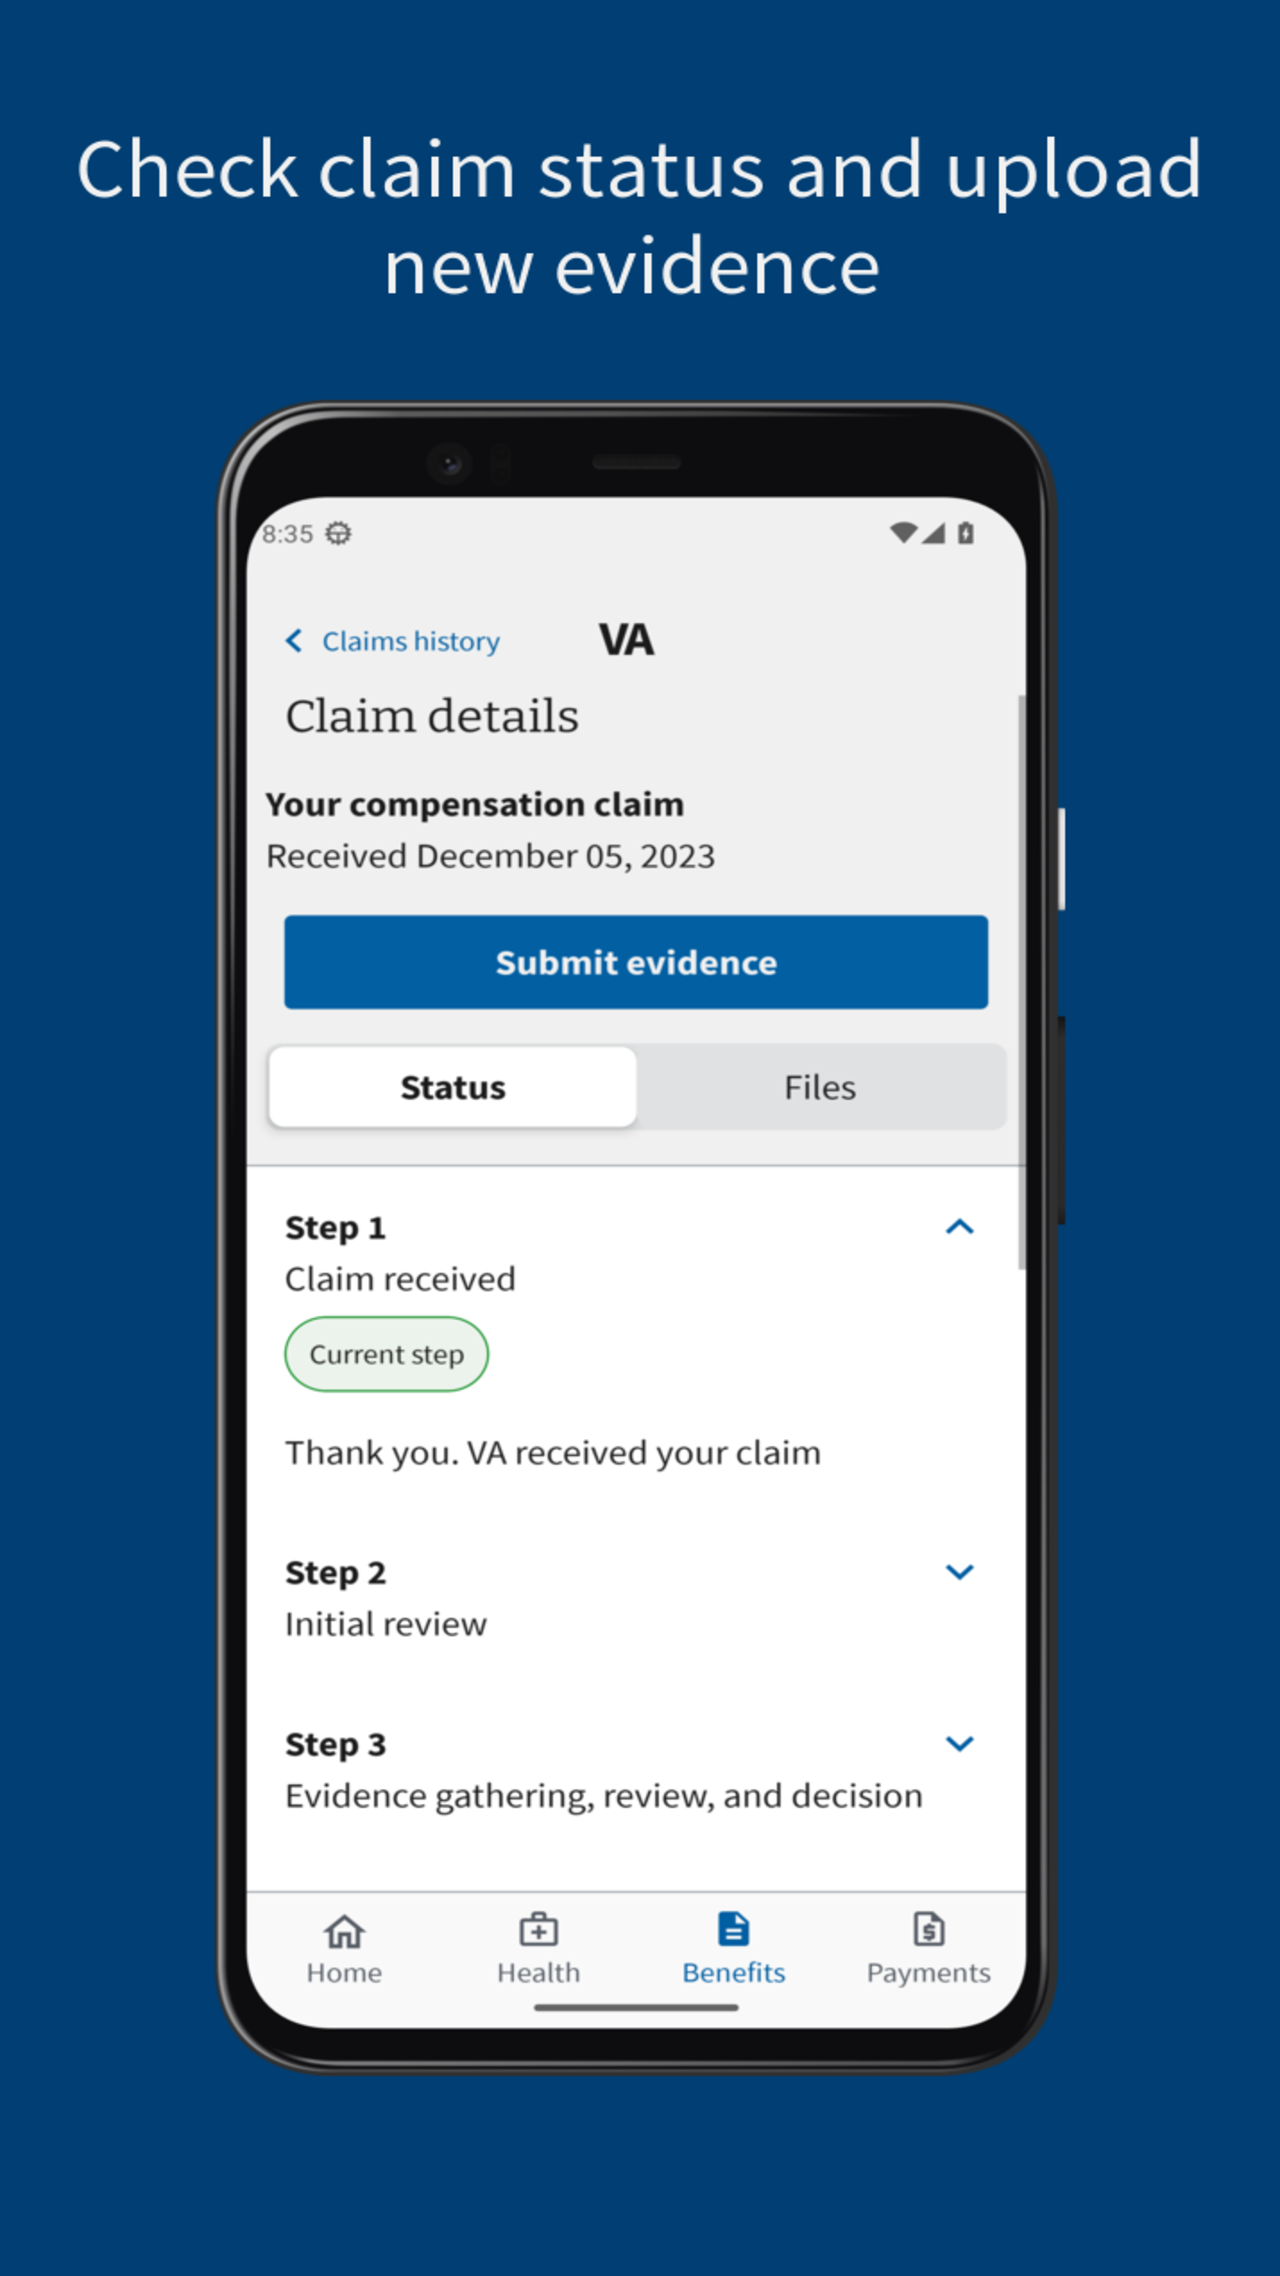 Check claim status and upload
new evidence
8:35
Claims history
VA
Claim details
Your compensation claim
Received December 05, 2023
Submit evidence
Status
Files
Step 1
Claim received
Current step
Thank you. VA received your claim
Step 2
Initial review
Step 3
Evidence gathering, review, and decision
Home
Health
Benefits
Payments